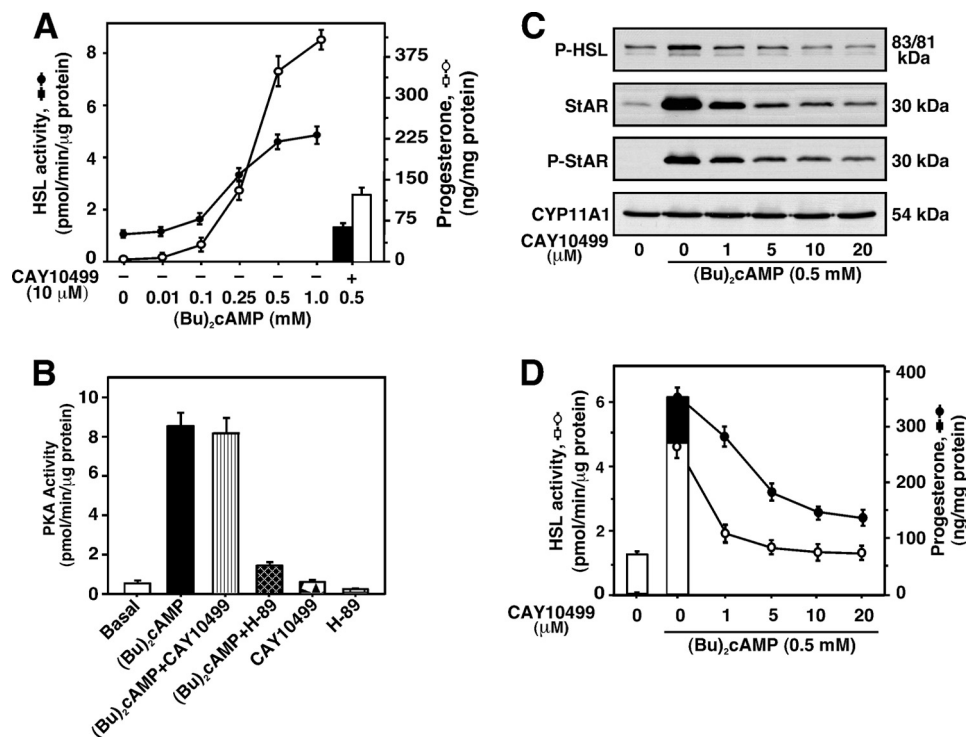 A
HSL activity,
(pmol/min/µg protein)
8
6
4
2
0
375
300
225
150
75
0
Progesterone,
(ng/mg protein)
CAY10499
(10 µM)
– – – – – – +
0 0.01 0.1 0.25 0.5 1.0 0.5
(Bu)₂cAMP (mM)
C
P-HSL
83/81
kDa
StAR
30 kDa
P-StAR
30 kDa
CYP11A1
54 kDa
CAY10499
(µM)
0 0 1 5 10 20
(Bu)₂cAMP (0.5 mM)
B
PKA Activity
(pmol/min/µg protein)
10
8
6
4
2
0
Basal
(Bu)₂cAMP
(Bu)₂cAMP+CAY10499
(Bu)₂cAMP+H-89
CAY10499
H-89
D
HSL activity,
(pmol/min/µg protein)
6
4
2
0
400
300
200
100
0
Progesterone,
(ng/mg protein)
CAY10499
(µM)
0 0 1 5 10 20
(Bu)₂cAMP (0.5 mM)